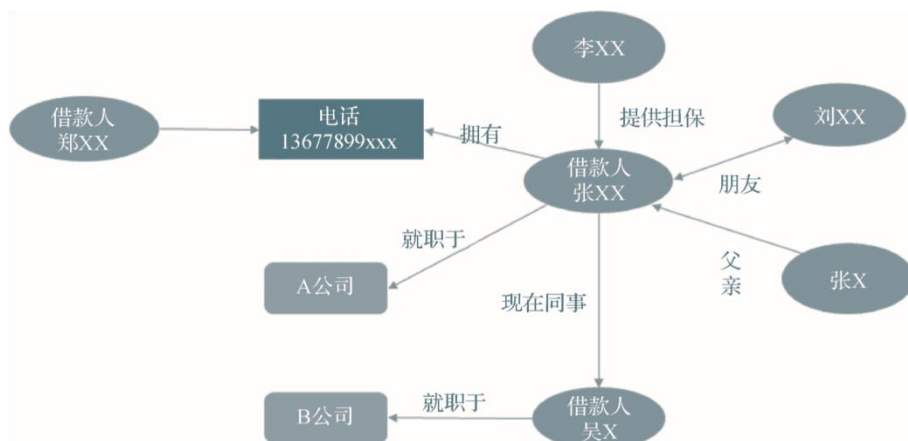 李XX
借款人
郑XX
电话
13677899xxx
拥有
提供担保
刘XX
借款人
张XX
朋友
就职于
父
亲
张X
A公司
现在同事
B公司
就职于
借款人
吴X